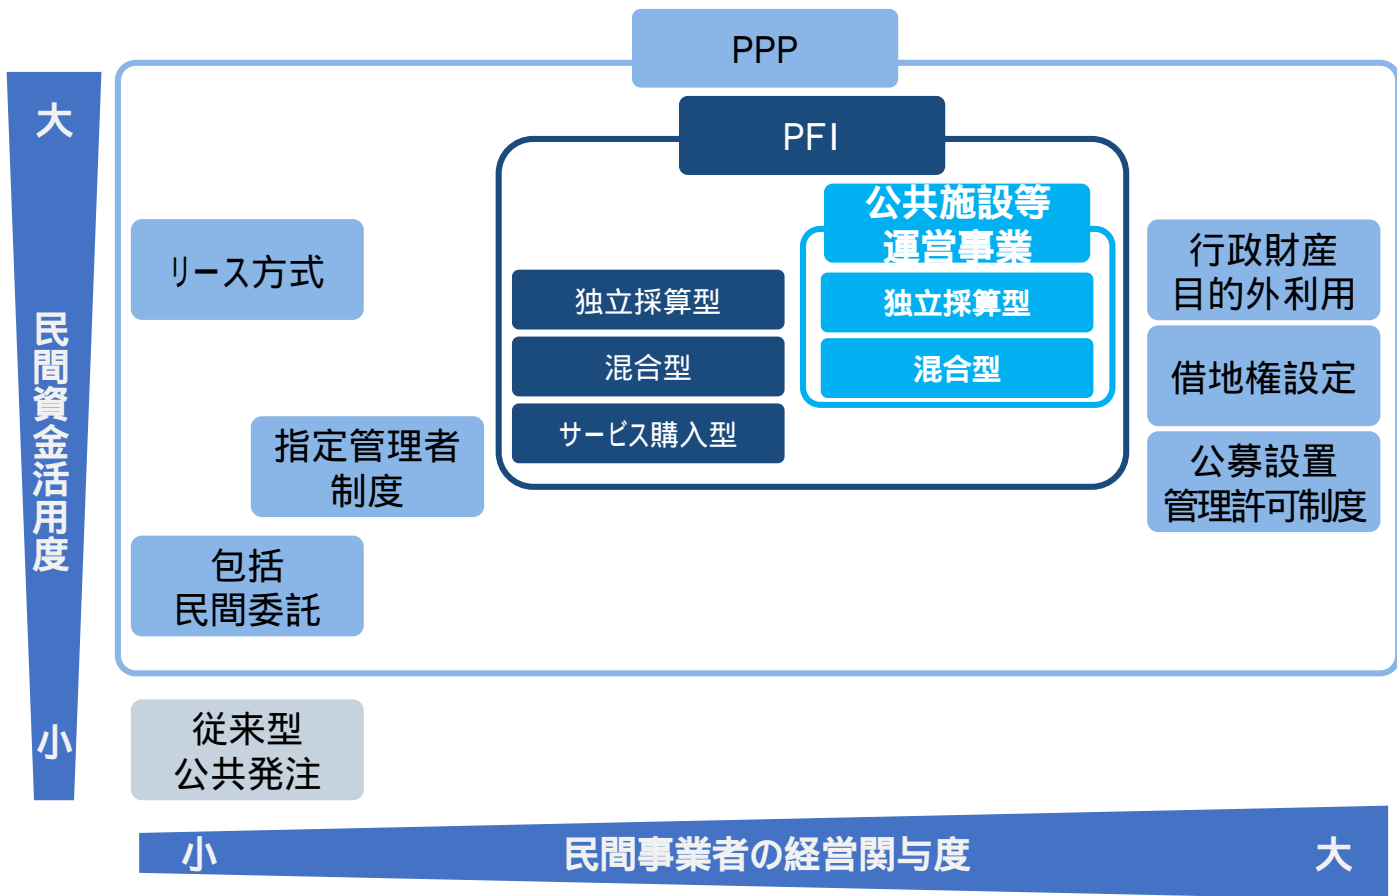 PPP
PFI
大
民間資金活用度
小
リース方式
指定管理者
制度
包括
民間委託
独立採算型
混合型
サービス購入型
公共施設等
運営事業
独立採算型
混合型
行政財産
目的外利用
借地権設定
公募設置
管理許可制度
従来型
公共発注
小
民間事業者の経営関与度
大